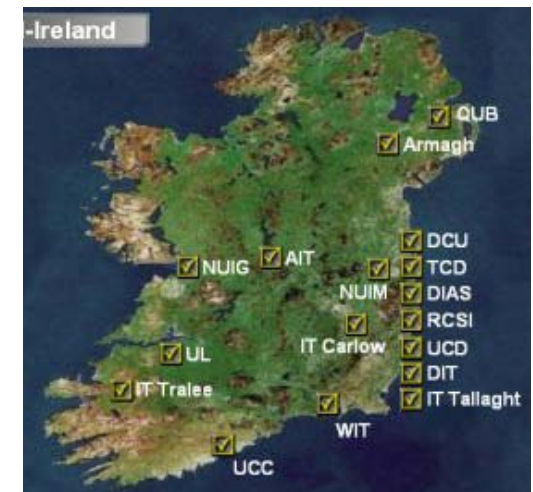 -Ireland
QUB
Armagh
DCU
AIT
NUIG
TCD
NUIM
DIAS
RCSI
IT Carlow
UL
UCD
DIT
IT Tralee
IT Tallaght
WIT
UCC